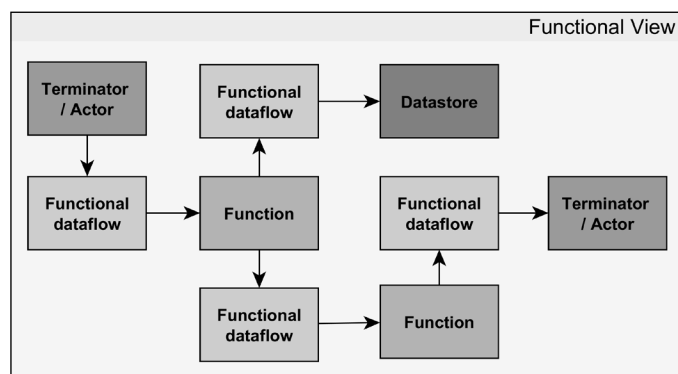 Functional View
Terminator
/ Actor
Functional
dataflow
Datastore
Functional
dataflow
Function
Functional
dataflow
Terminator
/ Actor
Functional
dataflow
Function